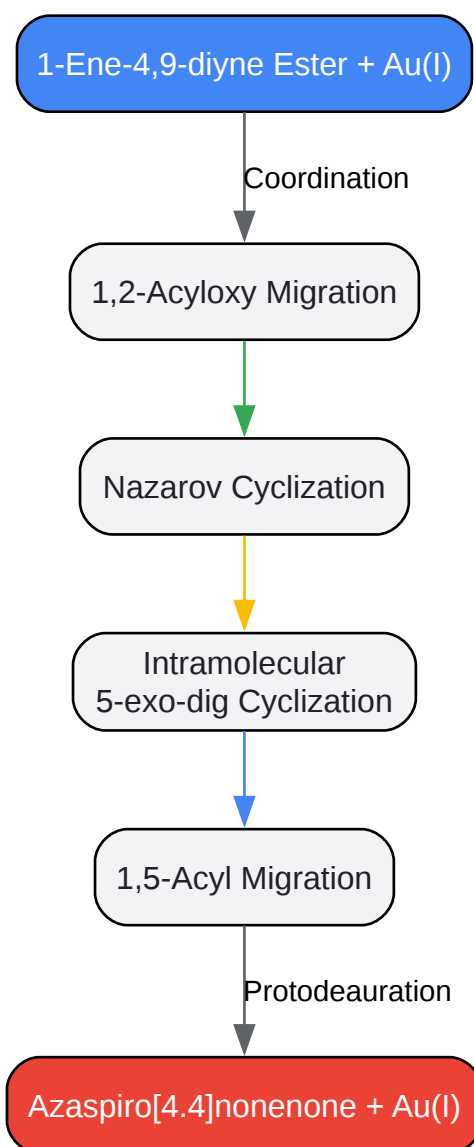 1-Ene-4,9-diyne Ester + Au(I)
Coordination
1,2-Acyloxy Migration
Nazarov Cyclization
Intramolecular
5-exo-dig Cyclization
1,5-Acyl Migration
Protodeauration
Azaspiro[4.4]nonenone + Au(I)